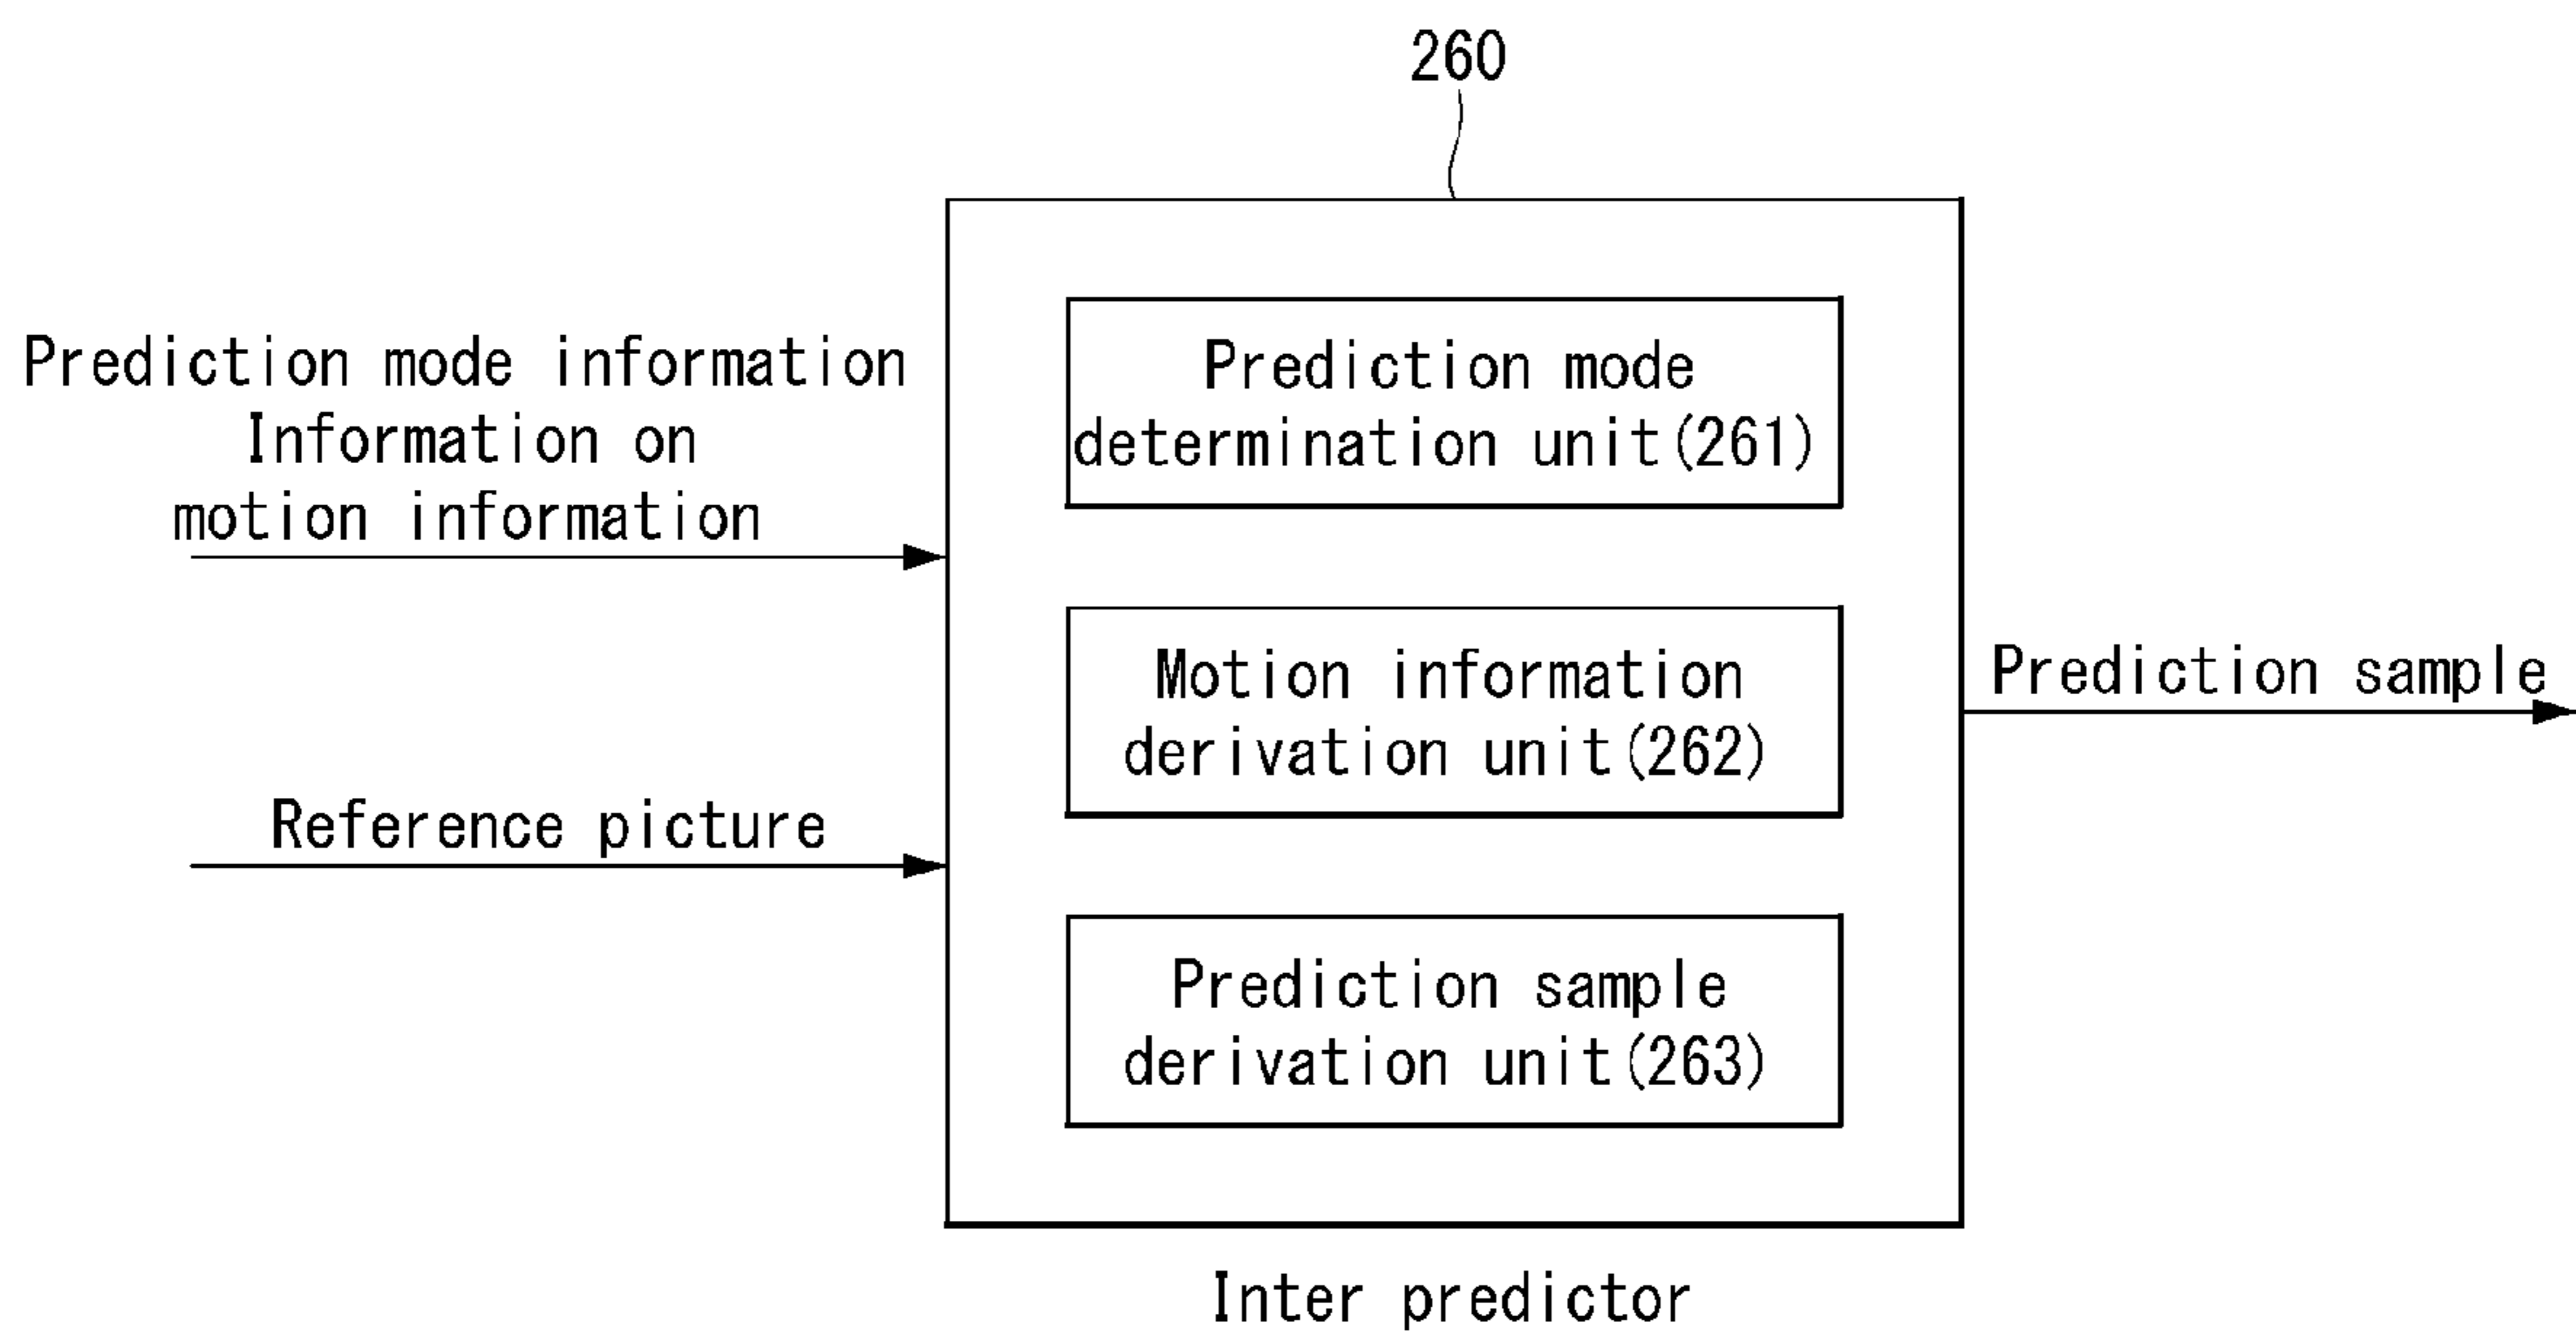 260
Prediction mode information
Information on
motion information
Reference picture
Prediction mode
determination unit(261)
Motion information
derivation unit(262)
Prediction sample
derivation unit(263)
Prediction sample
Inter predictor